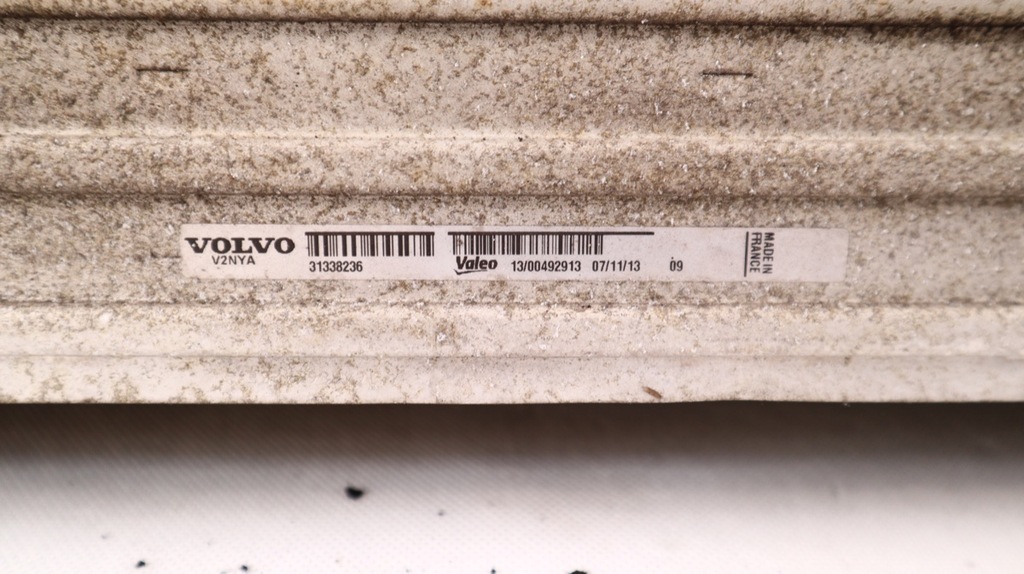 VOLVO
V2NYA
31338236
Valeo 13/00492913 07/11/13 09
MADE IN
FRANCE